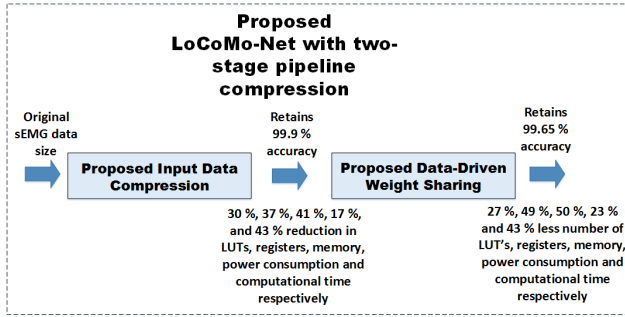 Proposed
LoCoMo-Net with two-
stage pipeline
compression
Original
sEMG data
size
Proposed Input Data
Compression
Retains
99.9 %
accuracy
30 %, 37 %, 41 %, 17 %,
and 43 % reduction in
LUTs, registers, memory,
power consumption and
computational time
respectively
Proposed Data-Driven
Weight Sharing
Retains
99.65 %
accuracy
27 %, 49 %, 50 %, 23 %
and 43 % less number of
LUT's, registers, memory,
power consumption and
computational time
respectively